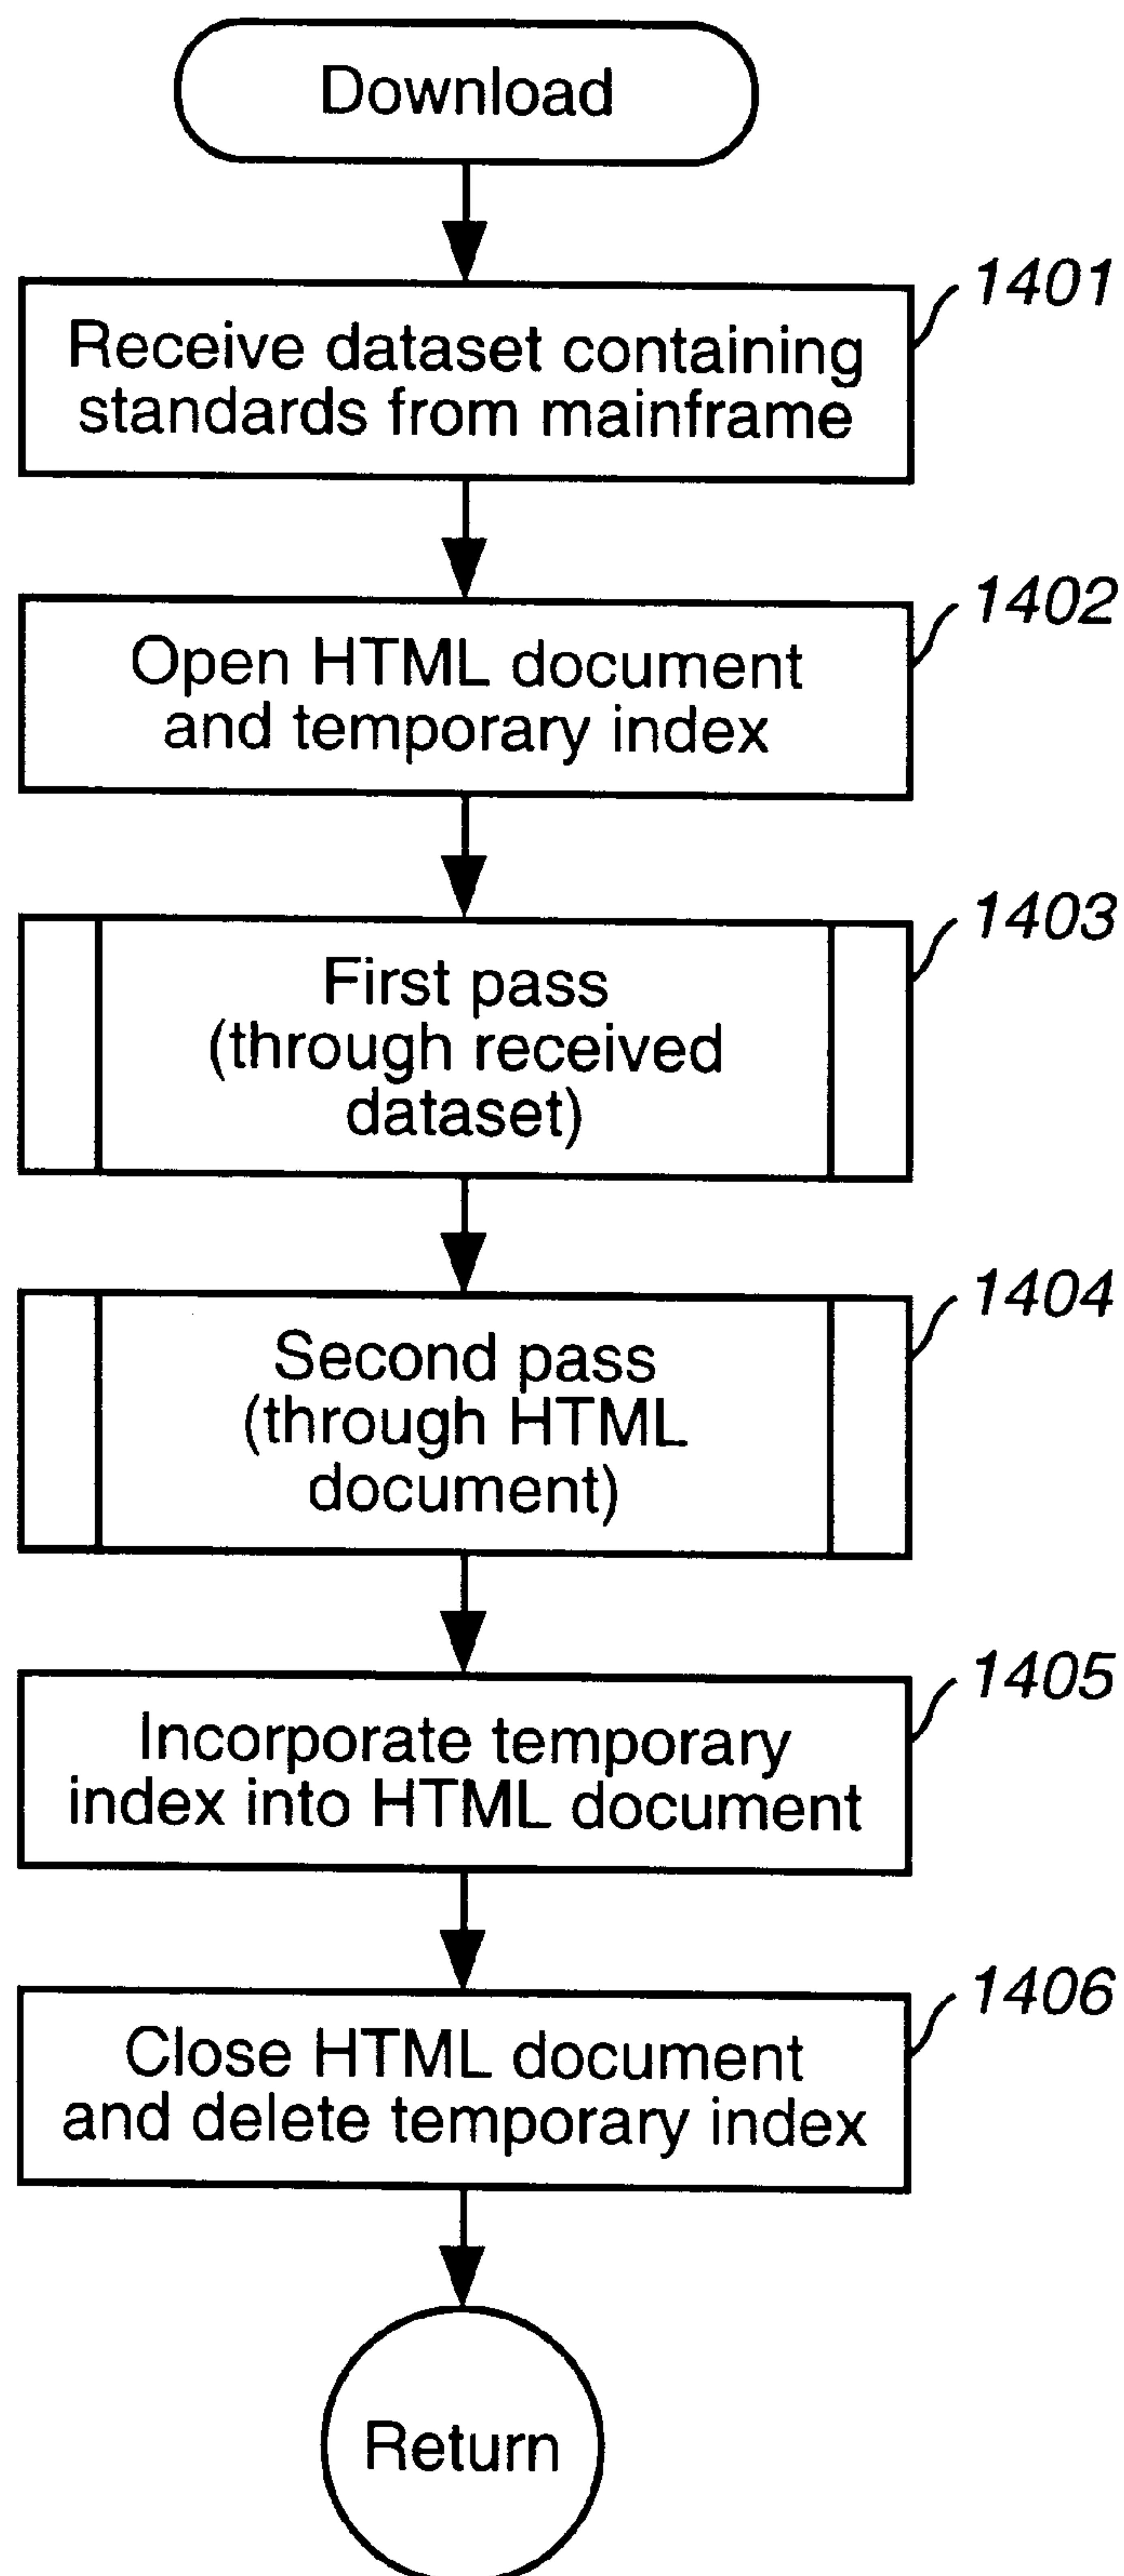 Download
1401
Receive dataset containing
standards from mainframe
1402
Open HTML document
and temporary index
1403
First pass
(through received
dataset)
1404
Second pass
(through HTML
document)
1405
Incorporate temporary
index into HTML document
1406
Close HTML document
and delete temporary index
Return